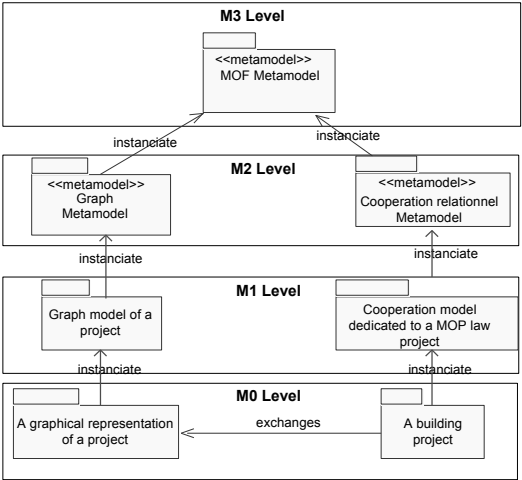 M3 Level
<<metamodel>>
MOF Metamodel
instanciate
instanciate
M2 Level
<<metamodel>>
Graph
Metamodel
<<metamodel>>
Cooperation relationnel
Metamodel
instanciate
instanciate
M1 Level
Graph model of a
project
Cooperation model
dedicated to a MOP law
project
instanciate
instanciate
M0 Level
A graphical representation
of a project
exchanges
A building
project